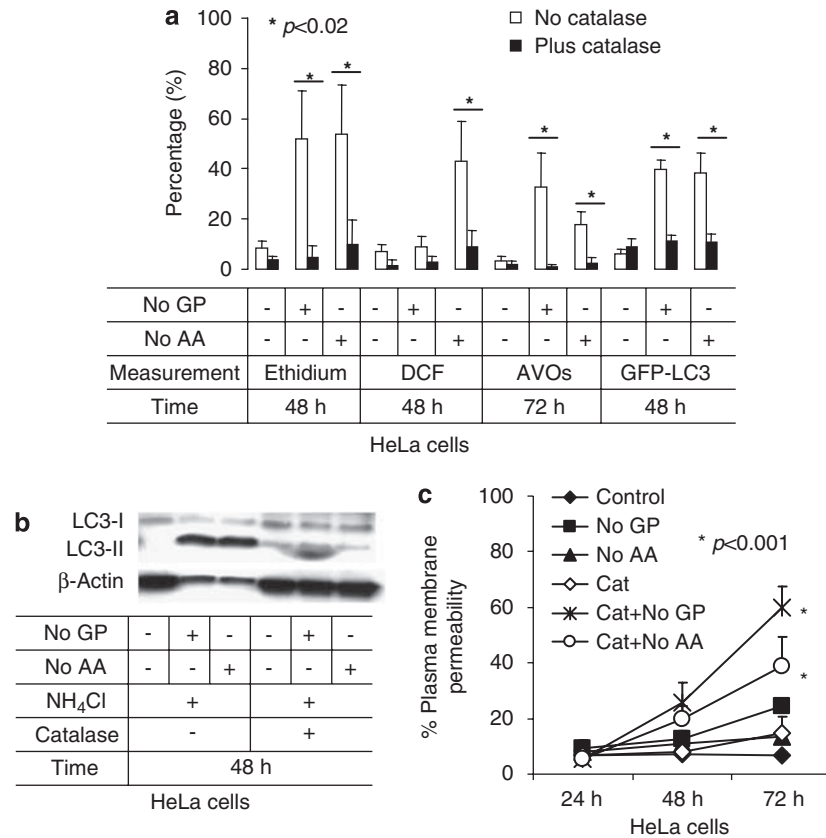 a
* p<0.02
No catalase
Plus catalase
Percentage (%)
100
80
60
40
20
0
* * * * * * *
No GP - + - - + - - + - - + -
No AA - - + - - + - - + - - +
Measurement Ethidium DCF AVOs GFP-LC3
Time 48 h 48 h 72 h 48 h
HeLa cells
b
LC3-I
LC3-II
β-Actin
No GP - + - - + -
No AA - - + - - +
NH₄Cl + +
Catalase - +
Time 48 h
HeLa cells
c
% Plasma membrane
permeability
100
80
60
40
20
0
Control
No GP
No AA
Cat
Cat+No GP
Cat+No AA
* p<0.001
*
*
24 h 48 h 72 h
HeLa cells